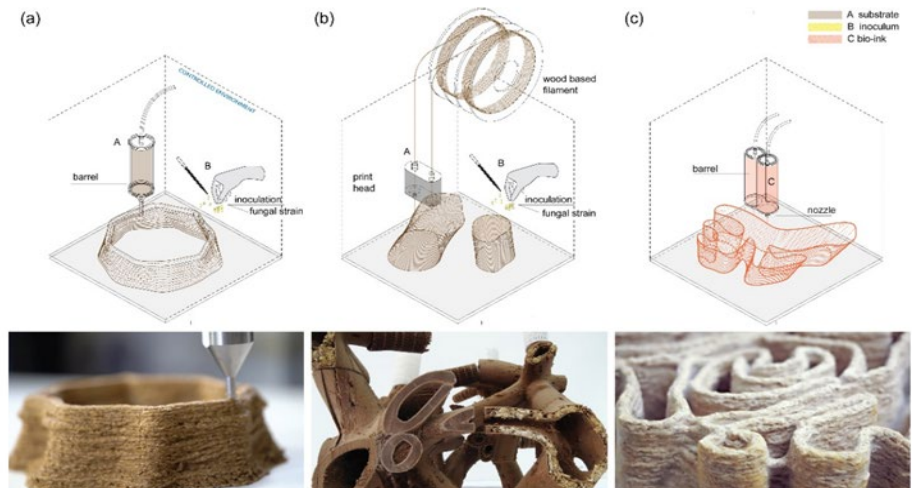 (a)
(b)
(c)
A substrate
B inoculum
C bio-ink
CONTROLLED ENVIRONMENT
A
barrel
B
inoculation
fungal strain
wood based
filament
A
print
head
B
inoculation
fungal strain
barrel
C
nozzle